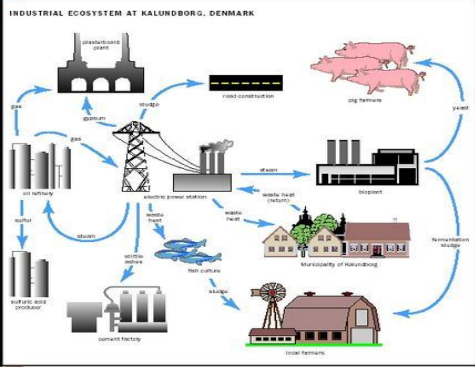 INDUSTRIAL ECOSYSTEM AT KALUNDBORG, DENMARK
plasterboard
plant
gas
gypsum
sludge
road construction
pig farmers
yeast
gas
oil refinery
electric power station
steam
bioplant
waste heat
(return)
sulfur
steam
waste
heat
waste
heat
volatile
ashes
fish culture
Municipality of Kalundborg
fermentation
sludge
sulfuric acid
producer
cement factory
sludge
local farmers